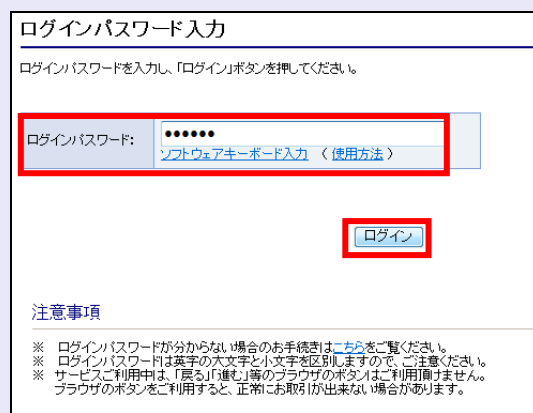 ログインパスワード入力
ログインパスワードを入力し、「ログイン」ボタンを押してください。
ログインパスワード:
●●●●●●
ソフトウェアキーボード入力 （使用方法）
ログイン
注意事項
※ ログインパスワードが分からない場合のお手続きはこちらをご覧ください。
※ ログインパスワードは英字の大文字と小文字を区別しますので、ご注意ください。
※ サービスご利用中は、「戻る」「進む」等のブラウザのボタンはご利用頂けません。
ブラウザのボタンをご利用すると、正常にお取引が出来ない場合があります。